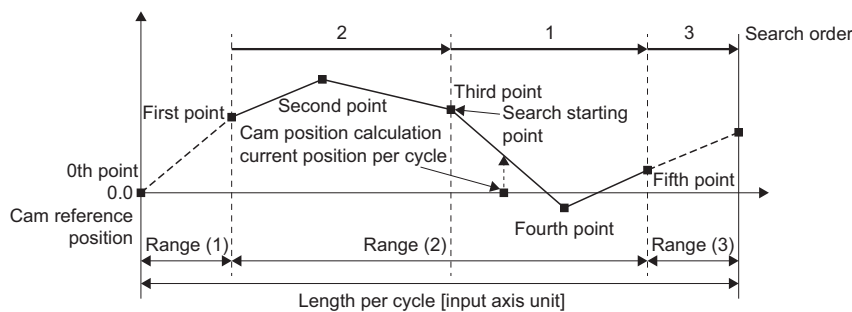 2
1
3
Search order
First point
Second point
Third point
Search starting
point
Cam position calculation
current position per cycle
0th point
0.0
Cam reference
position
Fourth point
Fifth point
Range (1)
Range (2)
Range (3)
Length per cycle [input axis unit]